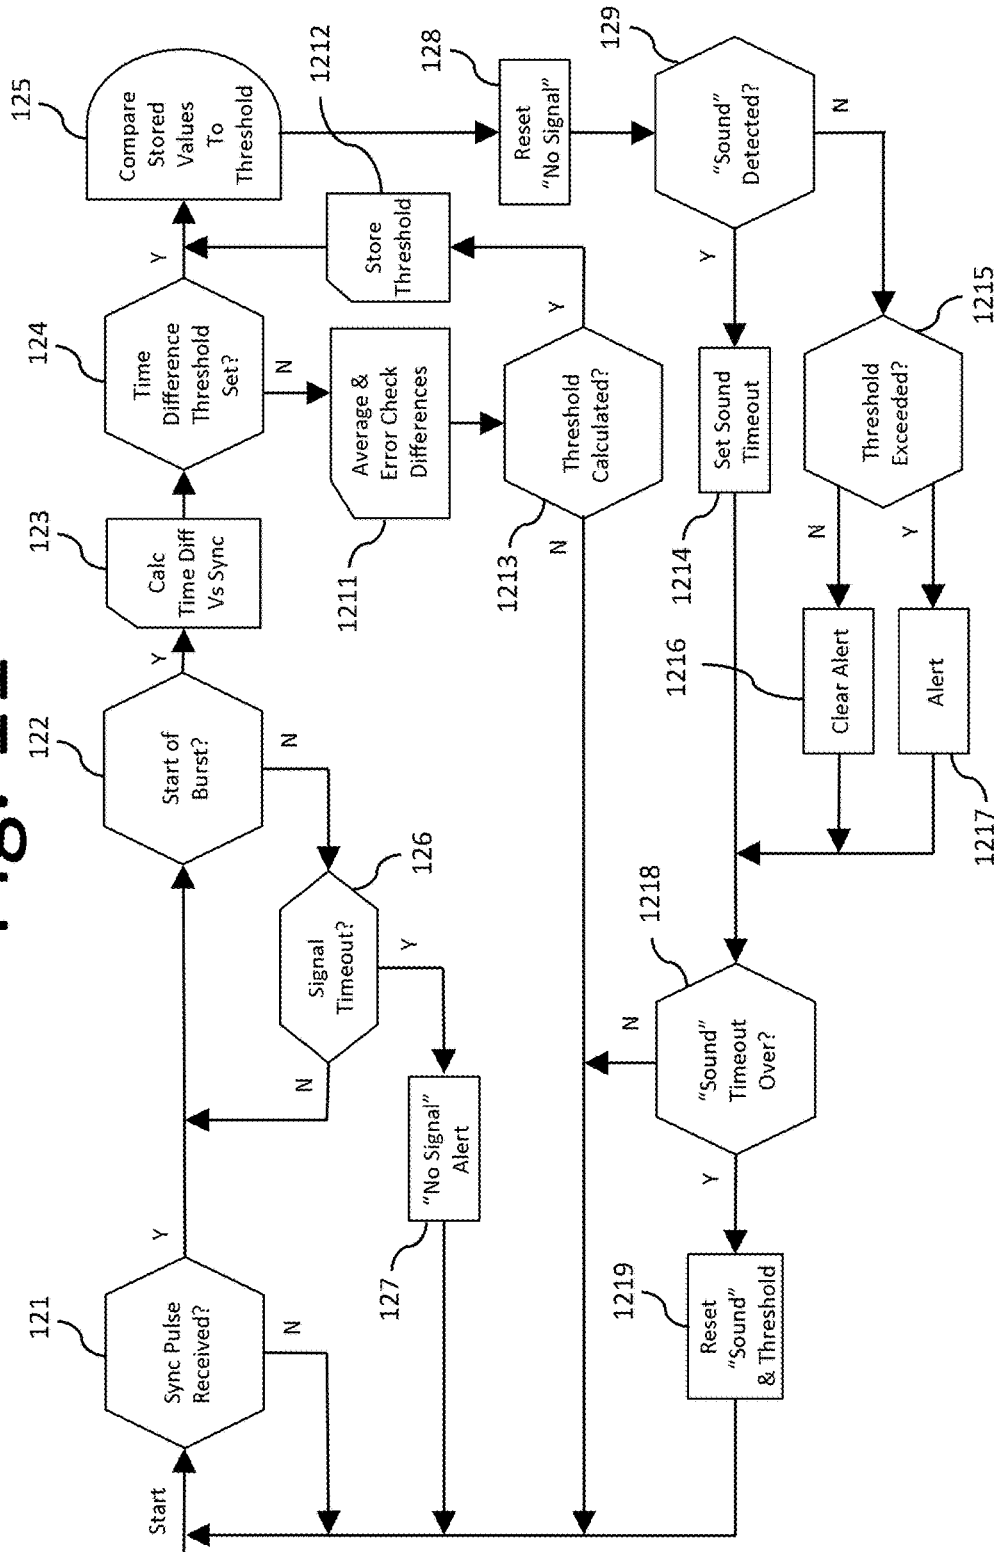 Start
121
Sync Pulse
Received?
Y
N
122
Start of
Burst?
Y
N
123
Calc
Time Diff
Vs Sync
124
Time
Difference
Threshold
Set?
Y
N
125
Compare
Stored
Values
To
Threshold
126
Signal
Timeout?
N
Y
127
"No Signal"
Alert
1211
Average &
Error Check
Differences
1212
Store
Threshold
1213
Threshold
Calculated?
Y
N
128
Reset
"No Signal"
129
"Sound"
Detected?
Y
N
1214
Set Sound
Timeout
1215
Threshold
Exceeded?
N
Y
1216
Clear Alert
1217
Alert
1218
"Sound"
Timeout
Over?
N
Y
1219
Reset
"Sound"
& Threshold